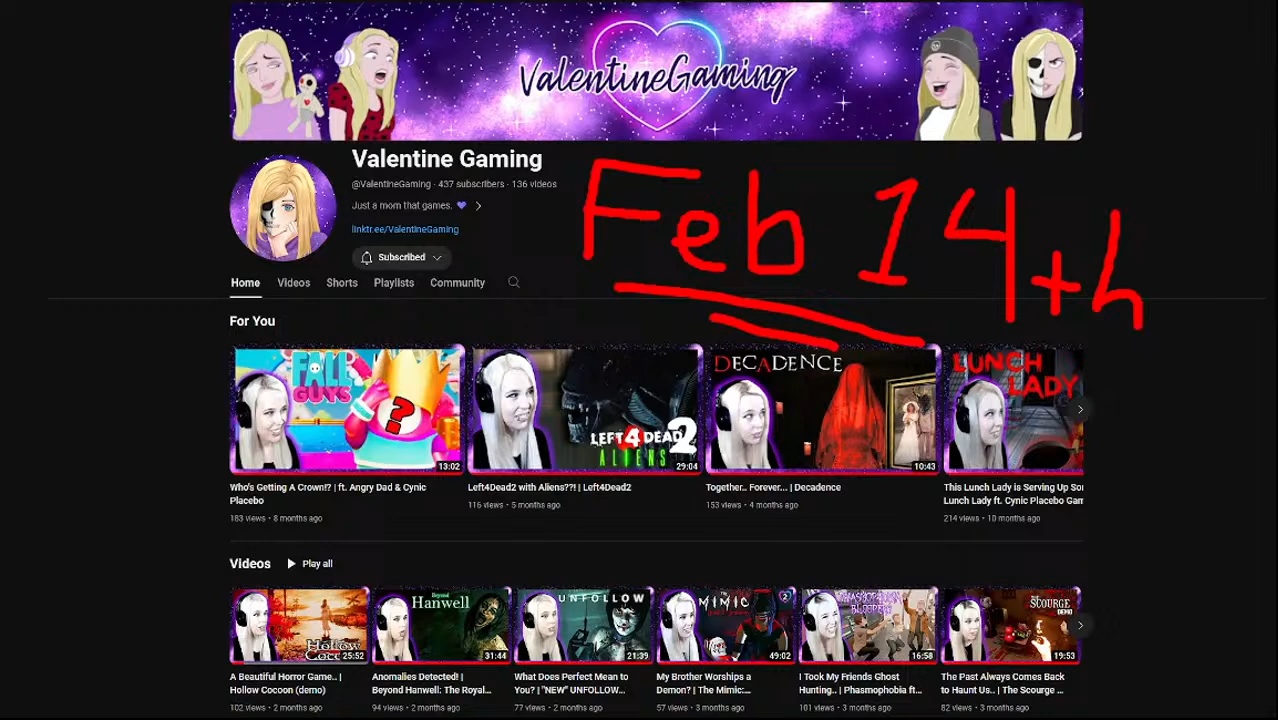 ValentineGaming
Valentine Gaming
@ValentineGaming · 437 subscribers · 136 videos
Just a mom that games. 💜
linktr.ee/ValentineGaming
Subscribed
Feb 14th
Home Videos Shorts Playlists Community
For You
FALL GUYS
?
13:02
LEFT 4 DEAD 2
ALIENS
29:04
DECADENCE
10:43
LUNCH LADY
Who's Getting A Crown!? | ft. Angry Dad & Cynic
Placebo
183 views · 8 months ago
Left4Dead2 with Aliens??! | Left4Dead2
116 views · 5 months ago
Together.. Forever... | Decadence
153 views · 4 months ago
This Lunch Lady is Serving Up
Lunch Lady ft. Cynic Placebo
214 views · 10 months ago
Videos Play all
Hollow
25:52
Beyond
Hanwell
31:44
UNFOLLOW
21:39
THE MIMIC
2
49:02
16:58
SCOURGE
DEMO
19:53
A Beautiful Horror Game.. |
Hollow Cocoon (demo)
102 views · 2 months ago
Anomalies Detected! |
Beyond Hanwell: The Royal...
94 views · 2 months ago
What Does Perfect Mean to
You? | "NEW" UNFOLLOW...
77 views · 2 months ago
My Brother Worships a
Demon? | The Mimic:...
57 views · 3 months ago
I Took My Friends Ghost
Hunting.. | Phasmophobia ft...
101 views · 3 months ago
The Past Always Comes Back
to Haunt Us.. | The Scourge ...
82 views · 3 months ago